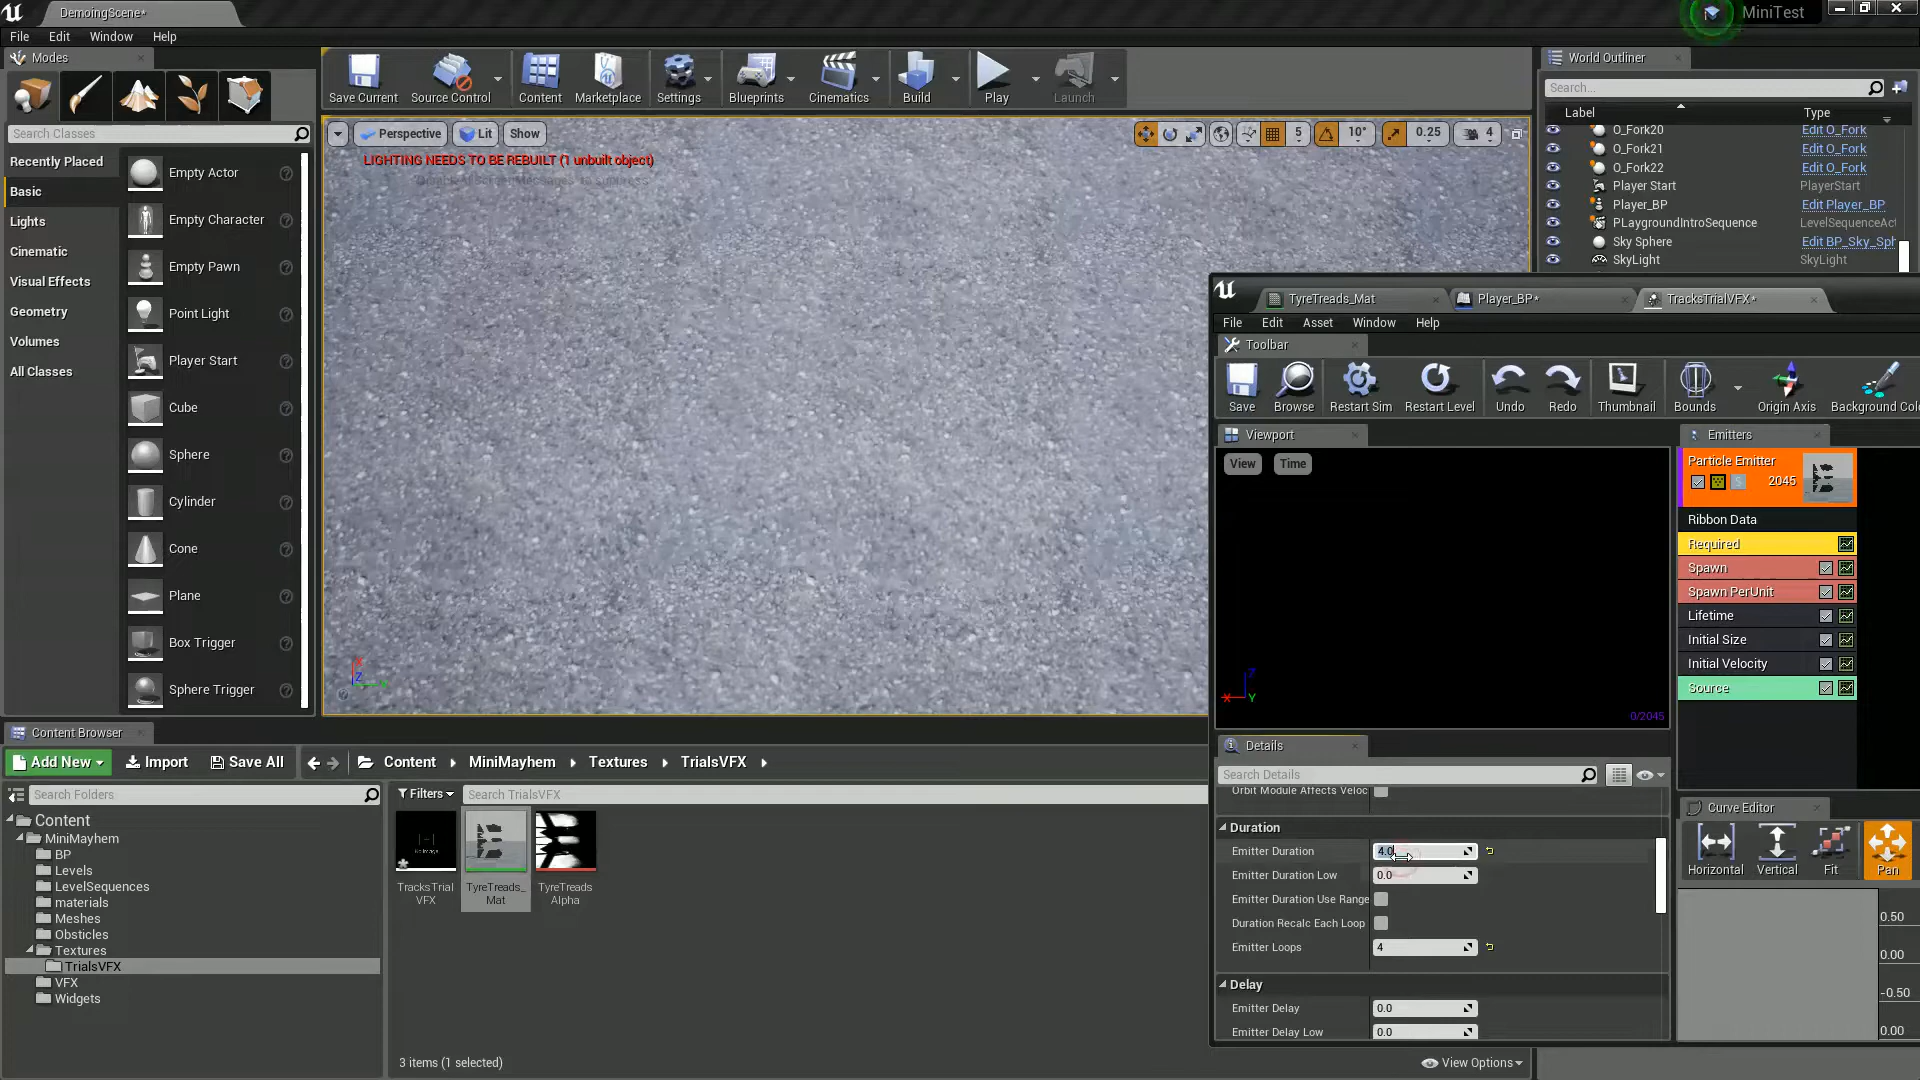 DemoingScene*
MiniTest
File Edit Window Help
Modes
Search Classes
Recently Placed
Basic
Lights
Cinematic
Visual Effects
Geometry
Volumes
All Classes
Empty Actor
Empty Character
Empty Pawn
Point Light
Player Start
Cube
Sphere
Cylinder
Cone
Plane
Box Trigger
Sphere Trigger
Save Current
Source Control
Content
Marketplace
Settings
Blueprints
Cinematics
Build
Play
Launch
Perspective Lit Show
5 10° 0.25 4
LIGHTING NEEDS TO BE REBUILT (1 unbuilt object)
X
Z
World Outliner
Search...
Label Type
O_Fork20 Edit O_Fork
O_Fork21 Edit O_Fork
O_Fork22 Edit O_Fork
Player Start PlayerStart
Player_BP Edit Player_BP
PLaygroundIntroSequence LevelSequenceAc
Sky Sphere Edit BP_Sky_Sph
SkyLight SkyLight
TyreTreads_Mat
Player_BP*
TracksTrialVFX*
File Edit Asset Window Help
Toolbar
Save
Browse
Restart Sim
Restart Level
Undo
Redo
Thumbnail
Bounds
Origin Axis
Background Col
Viewport
View Time
Z
X Y
0/2045
Emitters
Particle Emitter
2045
Ribbon Data
Required
Spawn
Spawn PerUnit
Lifetime
Initial Size
Initial Velocity
Source
Details
Search Details
Orbit Module Affects Veloc
Duration
Emitter Duration 4.0
Emitter Duration Low 0.0
Emitter Duration Use Range
Duration Recalc Each Loop
Emitter Loops 4
Delay
Emitter Delay 0.0
Emitter Delay Low 0.0
Curve Editor
Horizontal
Vertical
Fit
Pan
0.50
0.00
-0.50
0.00
Content Browser
Add New Import Save All
Content MiniMayhem Textures TrialsVFX
Search Folders
Filters Search TrialsVFX
Content
MiniMayhem
BP
Levels
LevelSequences
materials
Meshes
Obstacles
Textures
TrialsVFX
VFX
Widgets
TracksTrial
VFX
TyreTreads_
Mat
TyreTreads
Alpha
3 items (1 selected)
View Options